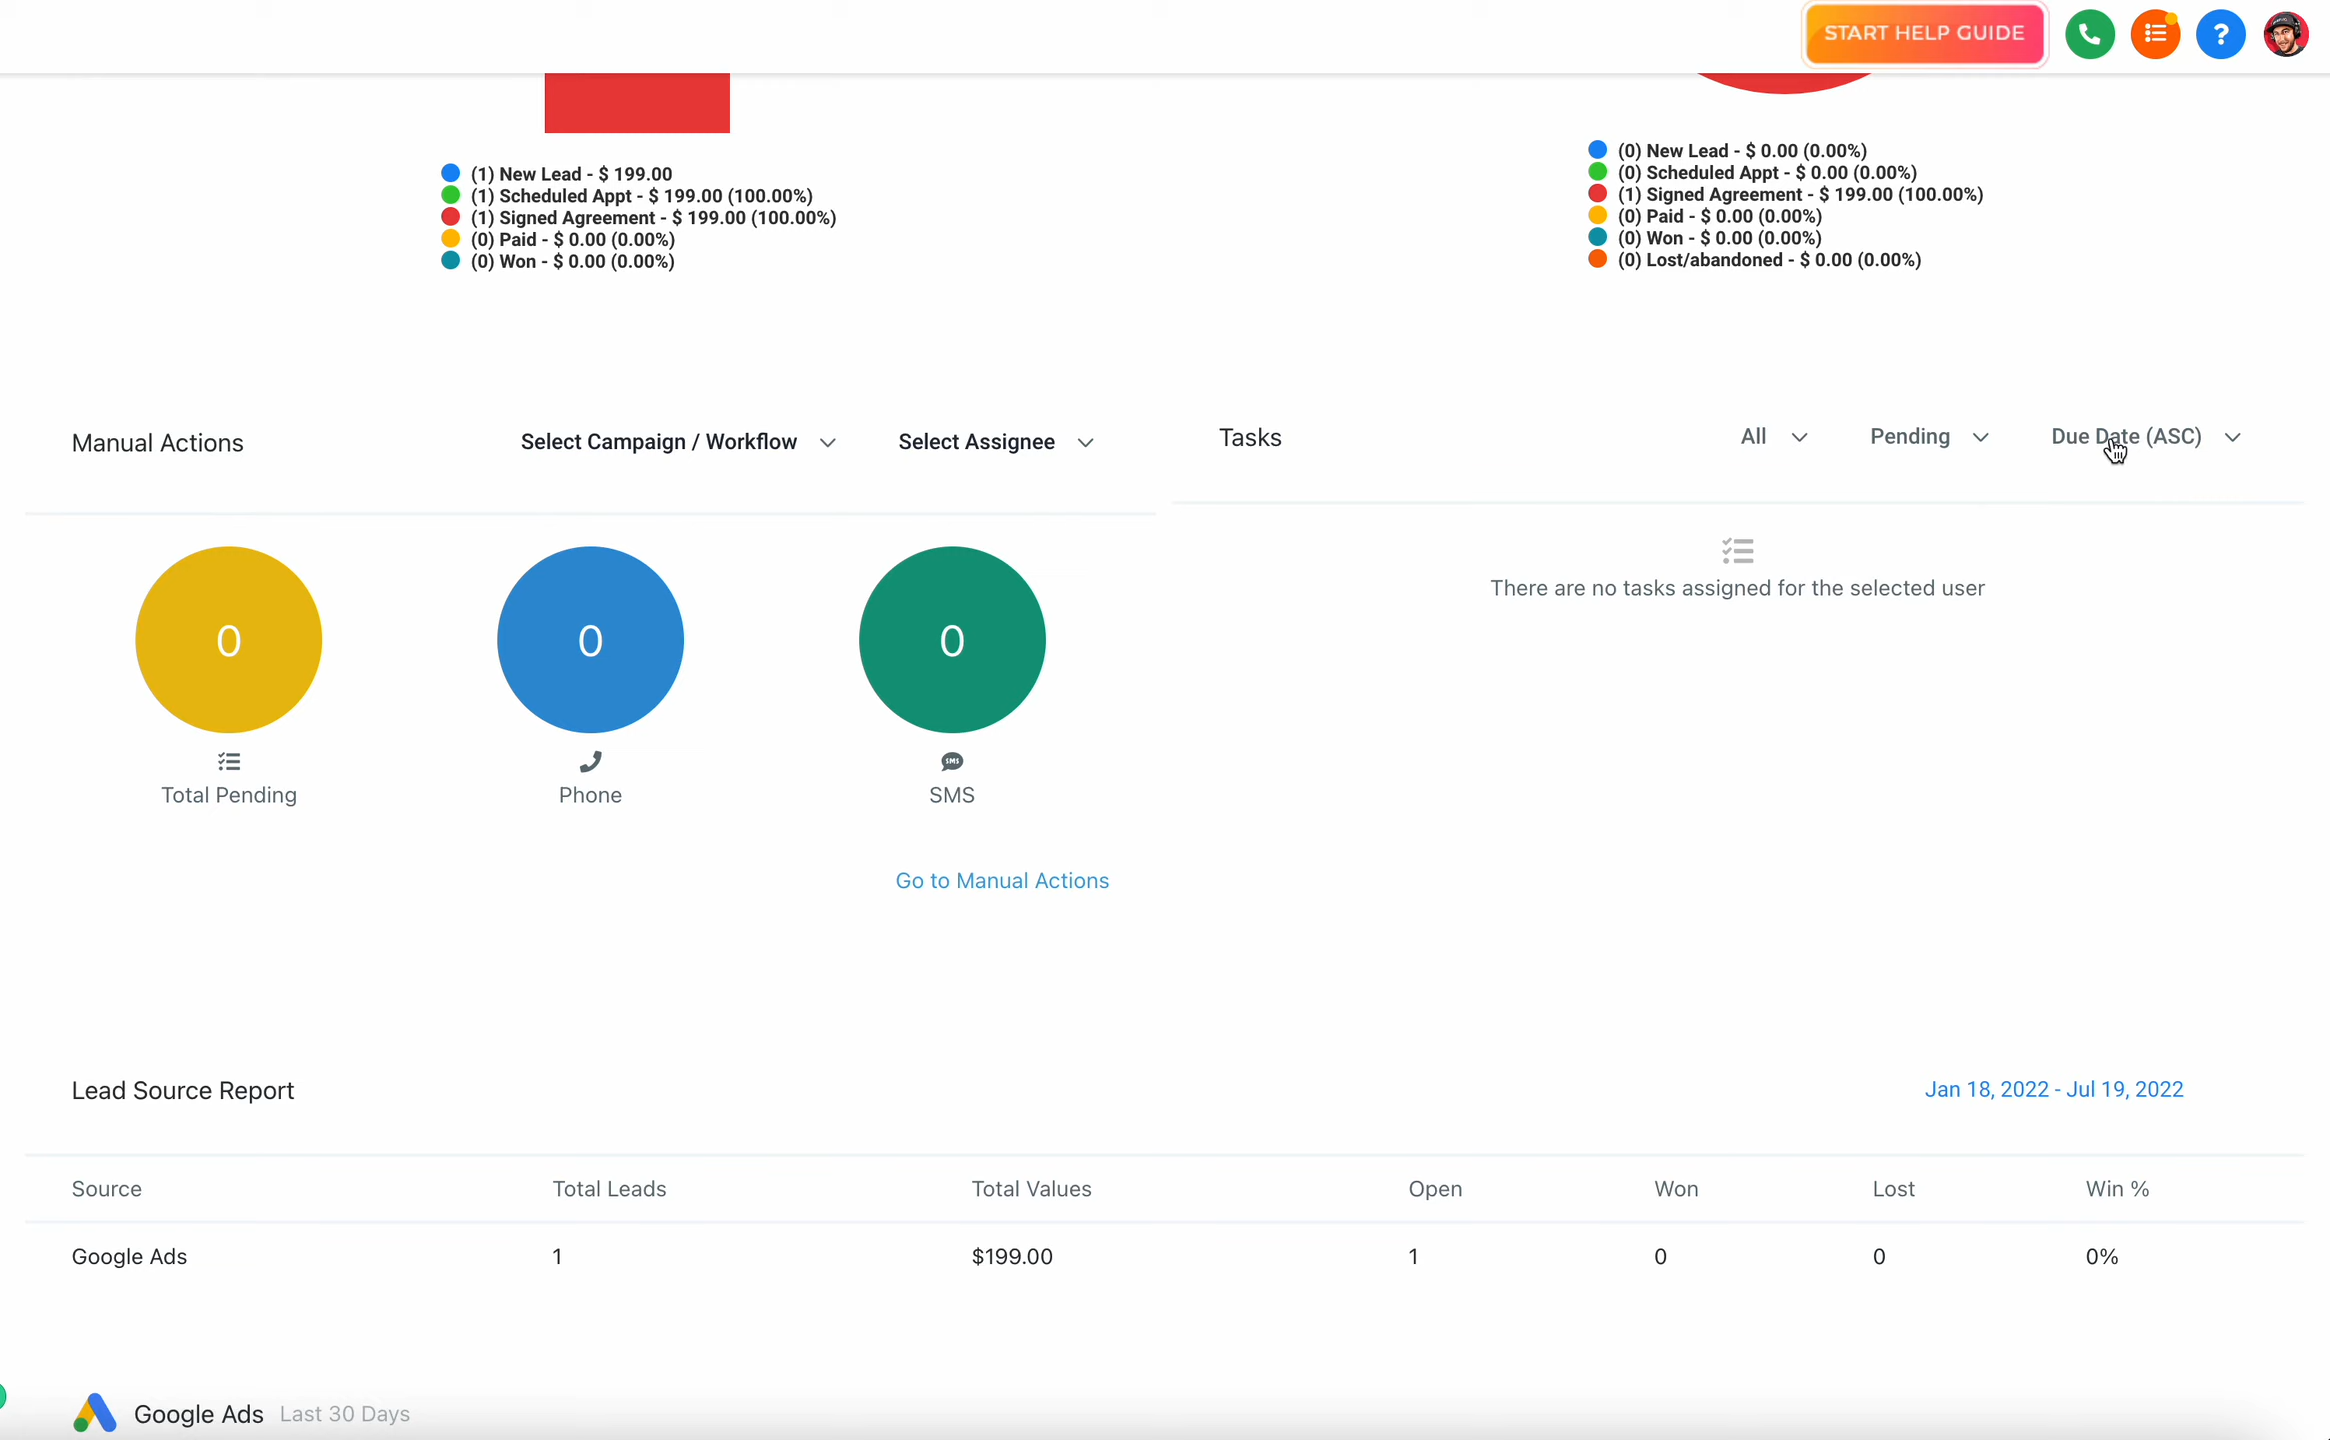 START HELP GUIDE
?
(1) New Lead - $ 199.00
(1) Scheduled Appt - $ 199.00 (100.00%)
(1) Signed Agreement - $ 199.00 (100.00%)
(0) Paid - $ 0.00 (0.00%)
(0) Won - $ 0.00 (0.00%)
(0) New Lead - $ 0.00 (0.00%)
(0) Scheduled Appt - $ 0.00 (0.00%)
(1) Signed Agreement - $ 199.00 (100.00%)
(0) Paid - $ 0.00 (0.00%)
(0) Won - $ 0.00 (0.00%)
(0) Lost/abandoned - $ 0.00 (0.00%)
Manual Actions Select Campaign / Workflow Select Assignee
0 0 0
SMS
Total Pending Phone SMS
Go to Manual Actions
Tasks All Pending Due Date (ASC)
There are no tasks assigned for the selected user
Lead Source Report Jan 18, 2022 - Jul 19, 2022
Source Total Leads Total Values Open Won Lost Win %
Google Ads 1 $199.00 1 0 0 0%
Google Ads Last 30 Days